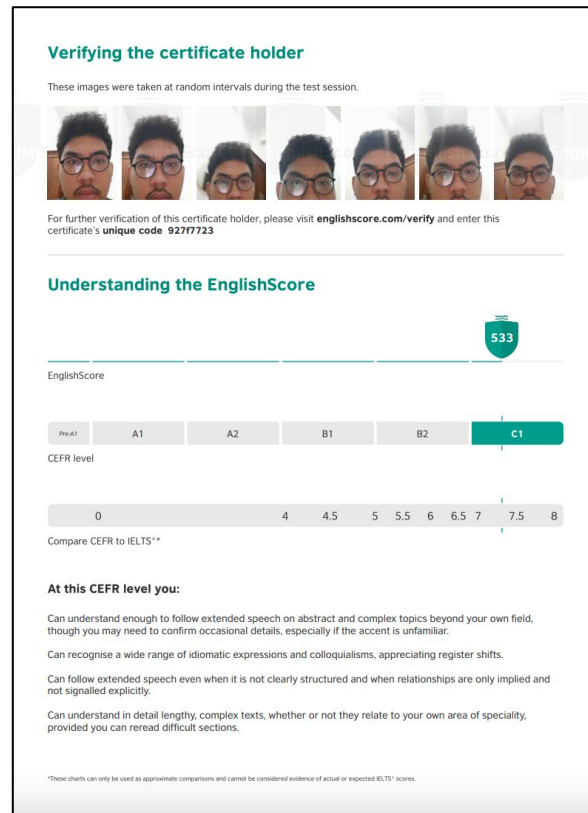 Verifying the certificate holder
These images were taken at random intervals during the test session.
For further verification of this certificate holder, please visit englishscore.com/verify and enter this
certificate's unique code 927f7723
Understanding the EnglishScore
533
EnglishScore
Pre-A1 A1 A2 B1 B2 C1
CEFR level
0 4 4.5 5 5.5 6 6.5 7 7.5 8
Compare CEFR to IELTS°*
At this CEFR level you:
Can understand enough to follow extended speech on abstract and complex topics beyond your own field,
though you may need to confirm occasional details, especially if the accent is unfamiliar.
Can recognise a wide range of idiomatic expressions and colloquialisms, appreciating register shifts.
Can follow extended speech even when it is not clearly structured and when relationships are only implied and
not signalled explicitly.
Can understand in detail lengthy, complex texts, whether or not they relate to your own area of speciality,
provided you can reread difficult sections.
*These charts can only be used as approximate comparisons and cannot be considered evidence of actual or expected IELTS° scores.